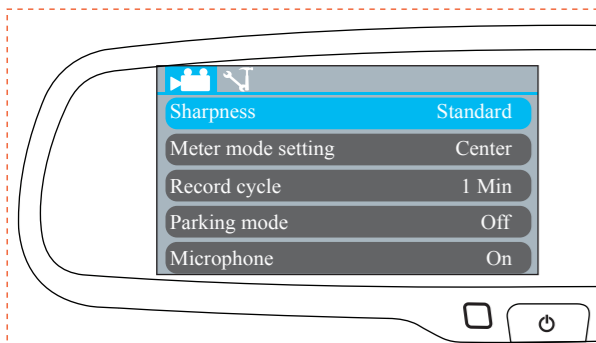 Sharpness Standard
Meter mode setting Center
Record cycle 1 Min
Parking mode Off
Microphone On